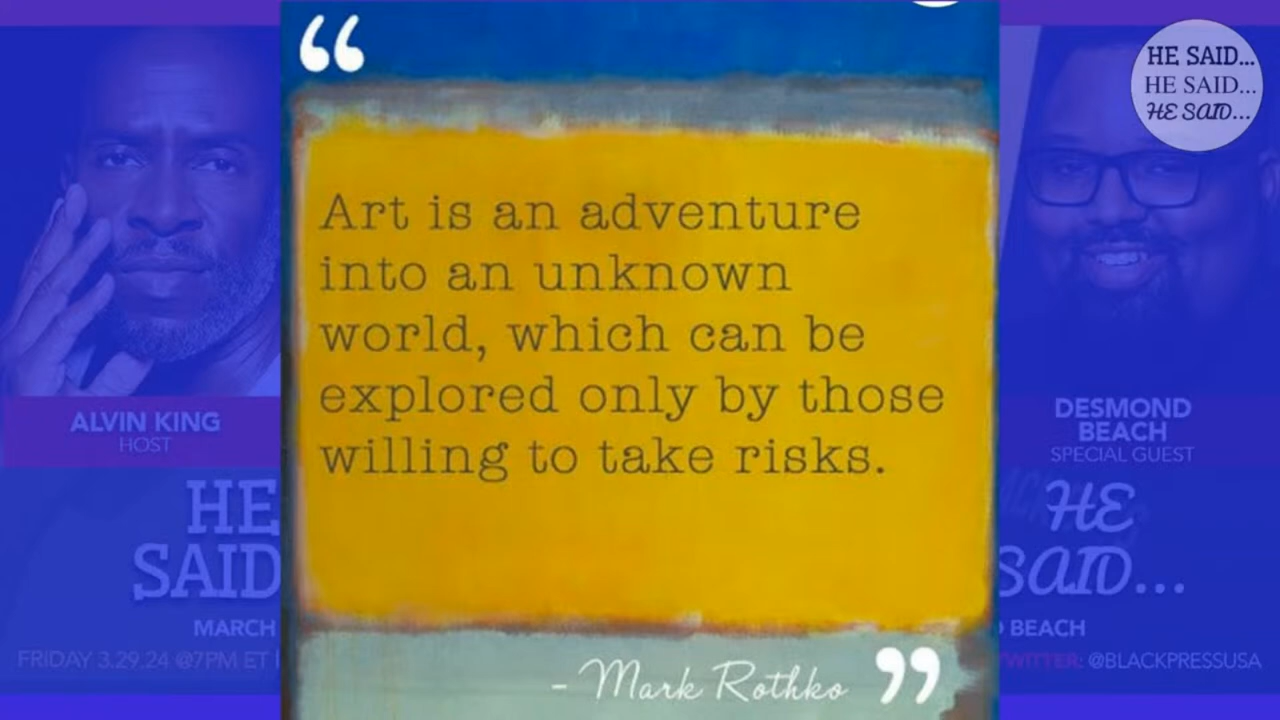 “
Art is an adventure
into an unknown
world, which can be
explored only by those
willing to take risks.
- Mark Rothko ”
HE SAID...
HE SAID...
HE SAID...
ALVIN KING
HOST
HE
SAID
MARCH
FRIDAY 3.29.24 @7PM ET
DESMOND
BEACH
SPECIAL GUEST
HE
SAID...
BEACH
TWITTER: @BLACKPRESSUSA